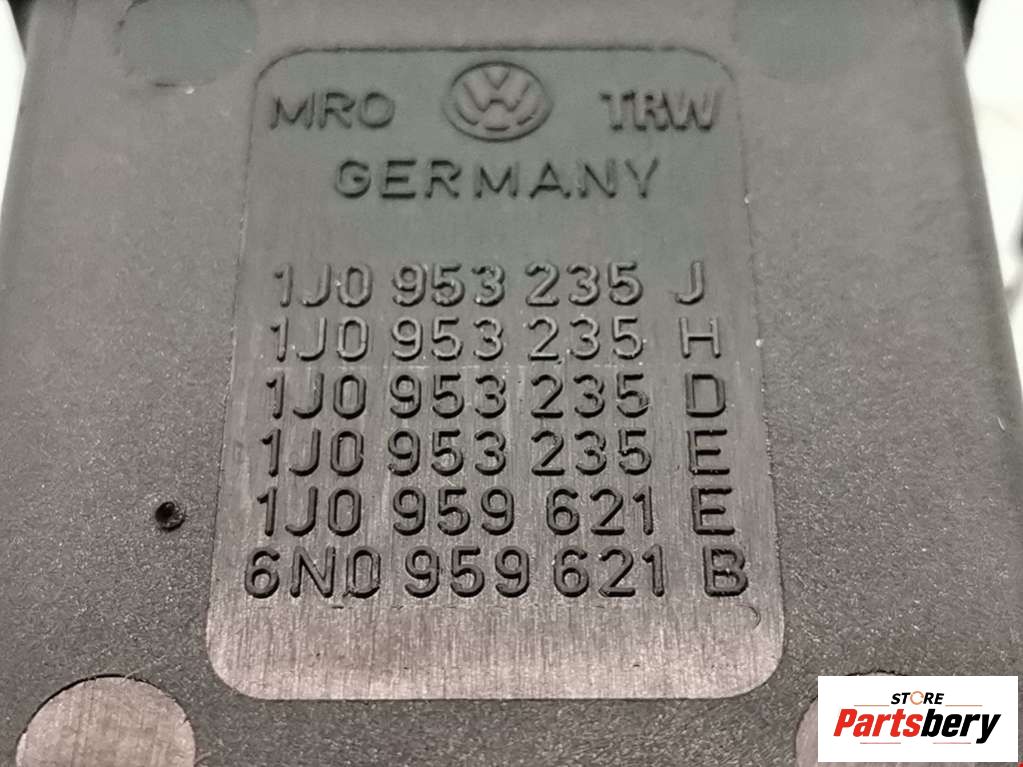 MRO VW TRW
GERMANY
1J0 953 235 J
1J0 953 235 H
1J0 953 235 D
1J0 953 235 E
1J0 959 621 E
6N0 959 621 B
STORE
Partsbery